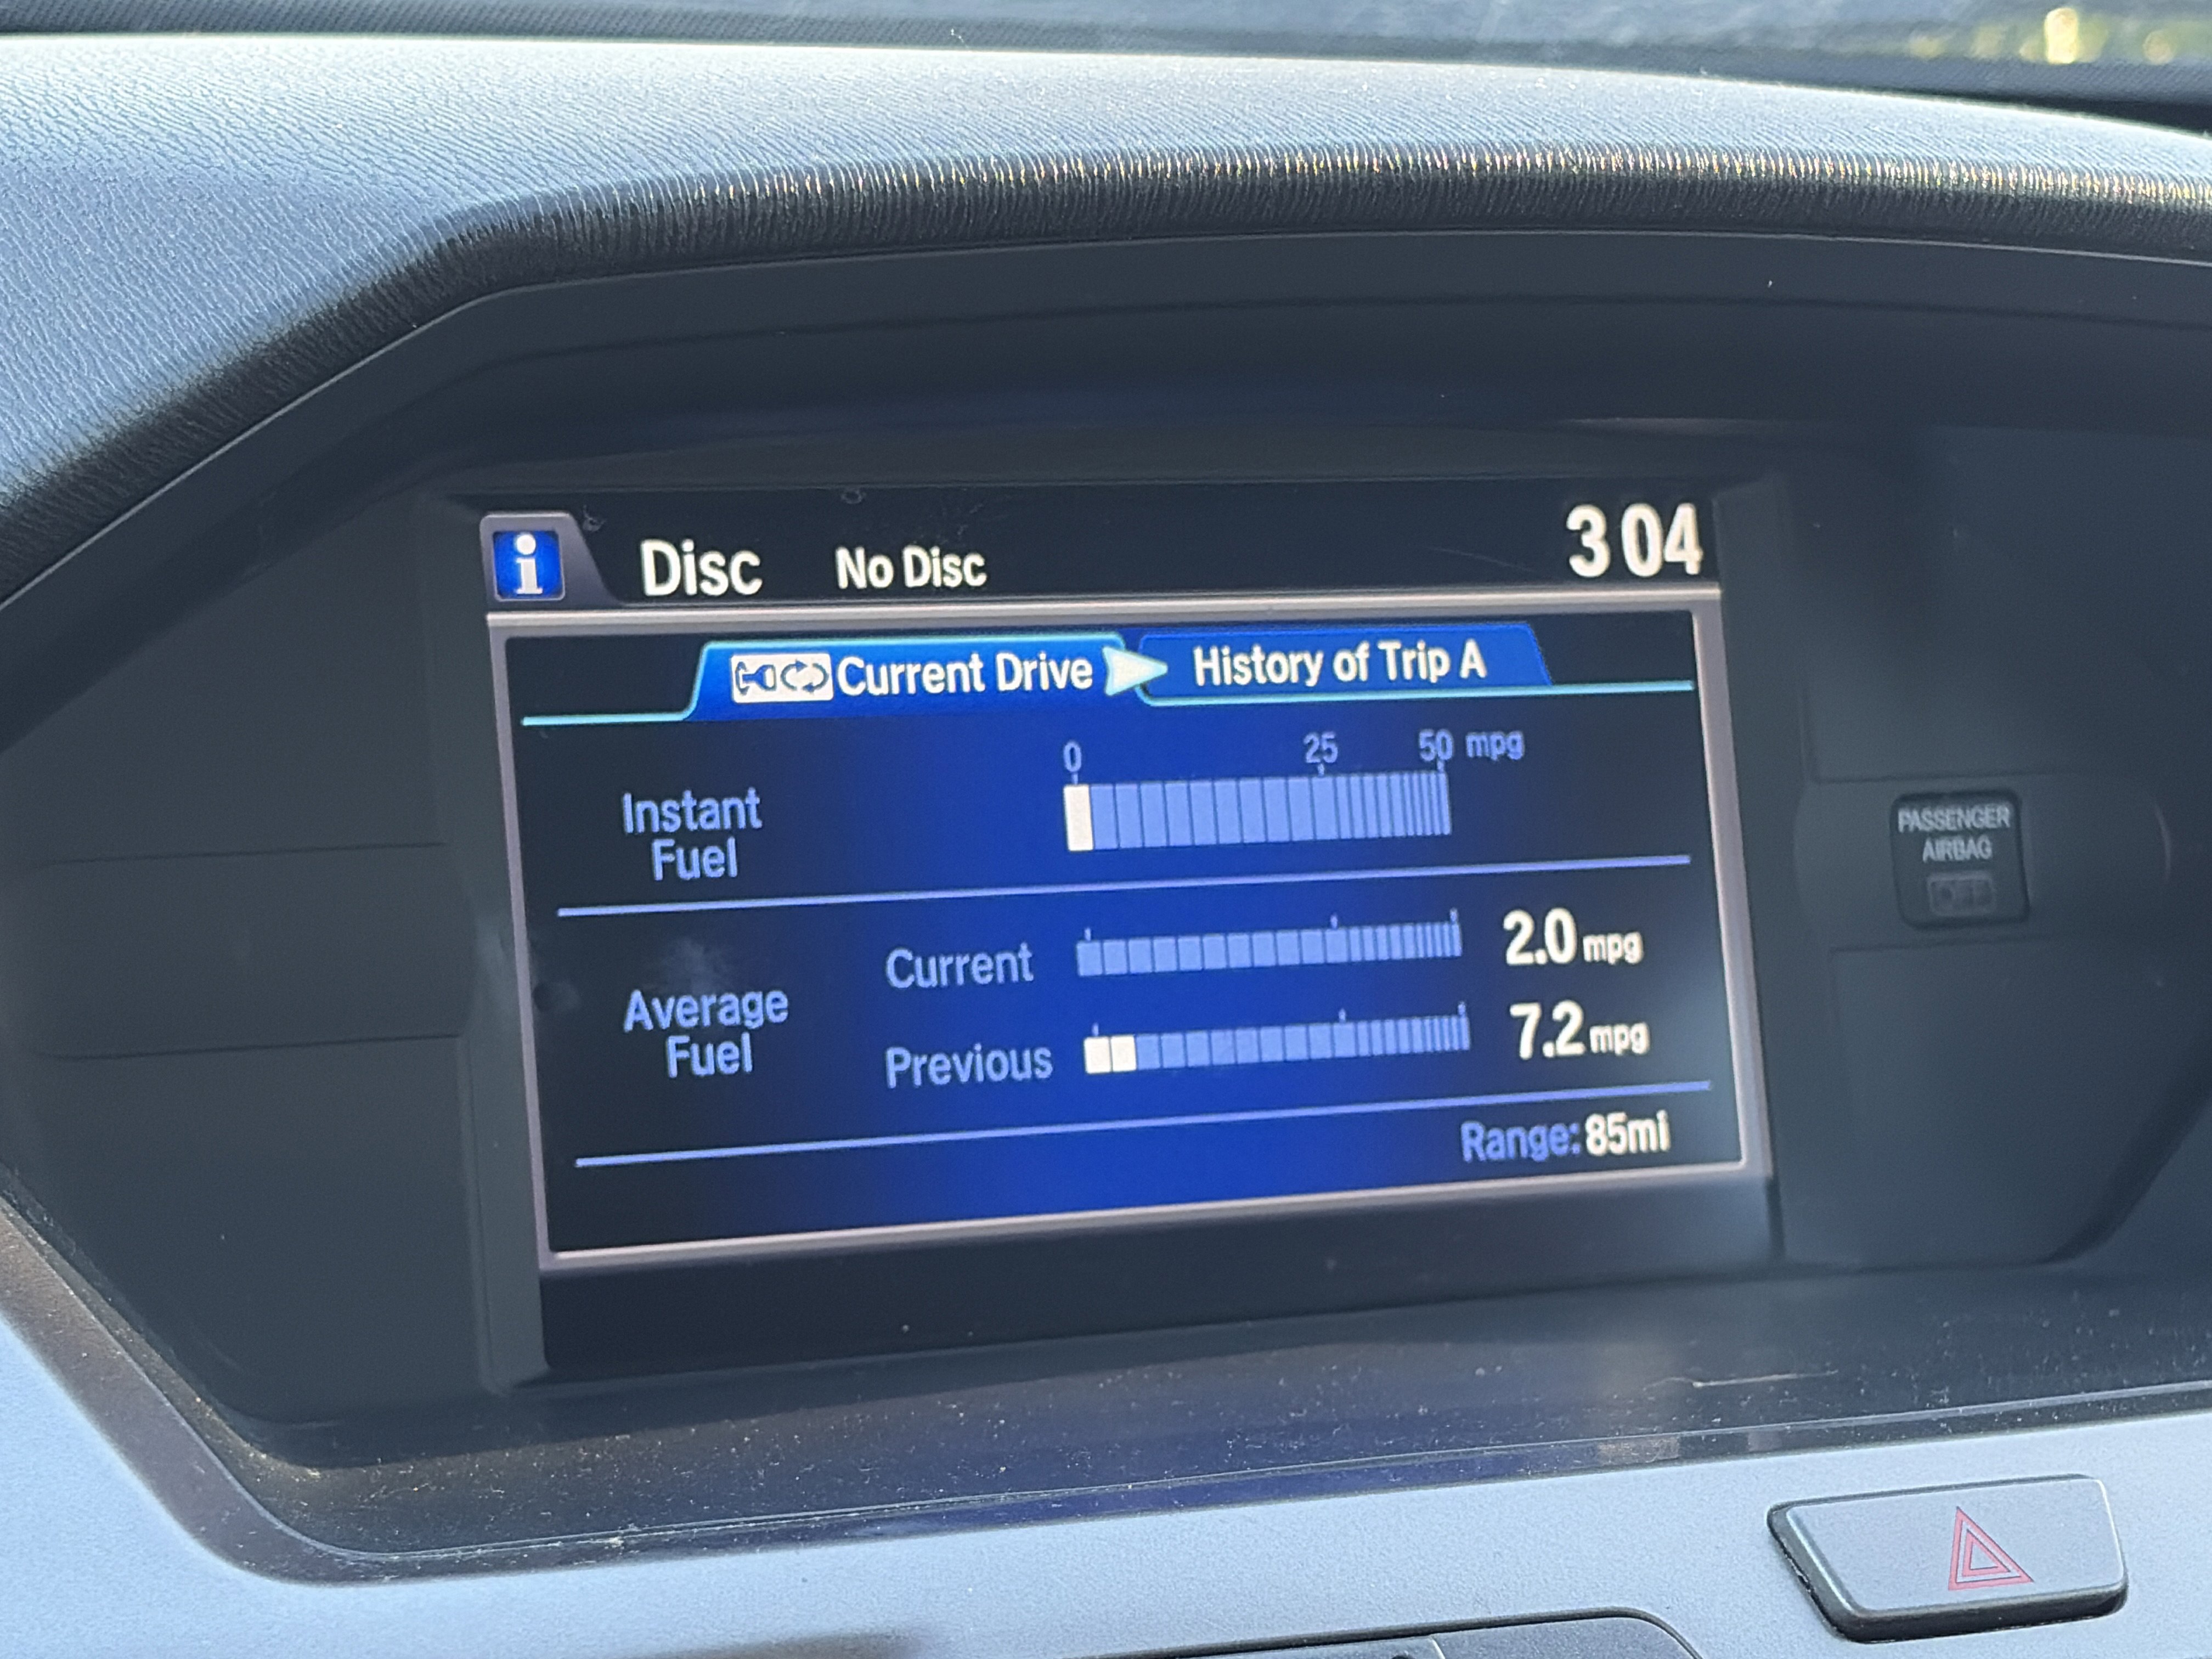 i Disc No Disc 3 04
Current Drive History of Trip A
0 25 50 mpg
Instant
Fuel
Current 2.0 mpg
Average
Fuel
Previous 7.2 mpg
Range: 85mi
PASSENGER
AIRBAG
OFF